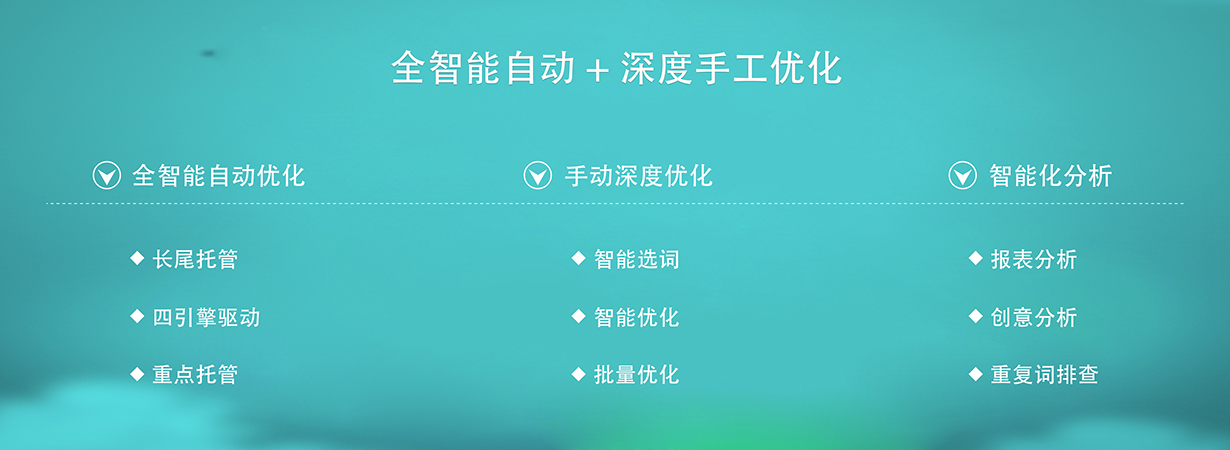 全智能自动+深度手工优化
全智能自动优化
手动深度优化
智能化分析
长尾托管
智能选词
报表分析
四引擎驱动
智能优化
创意分析
重点托管
批量优化
重复词排查